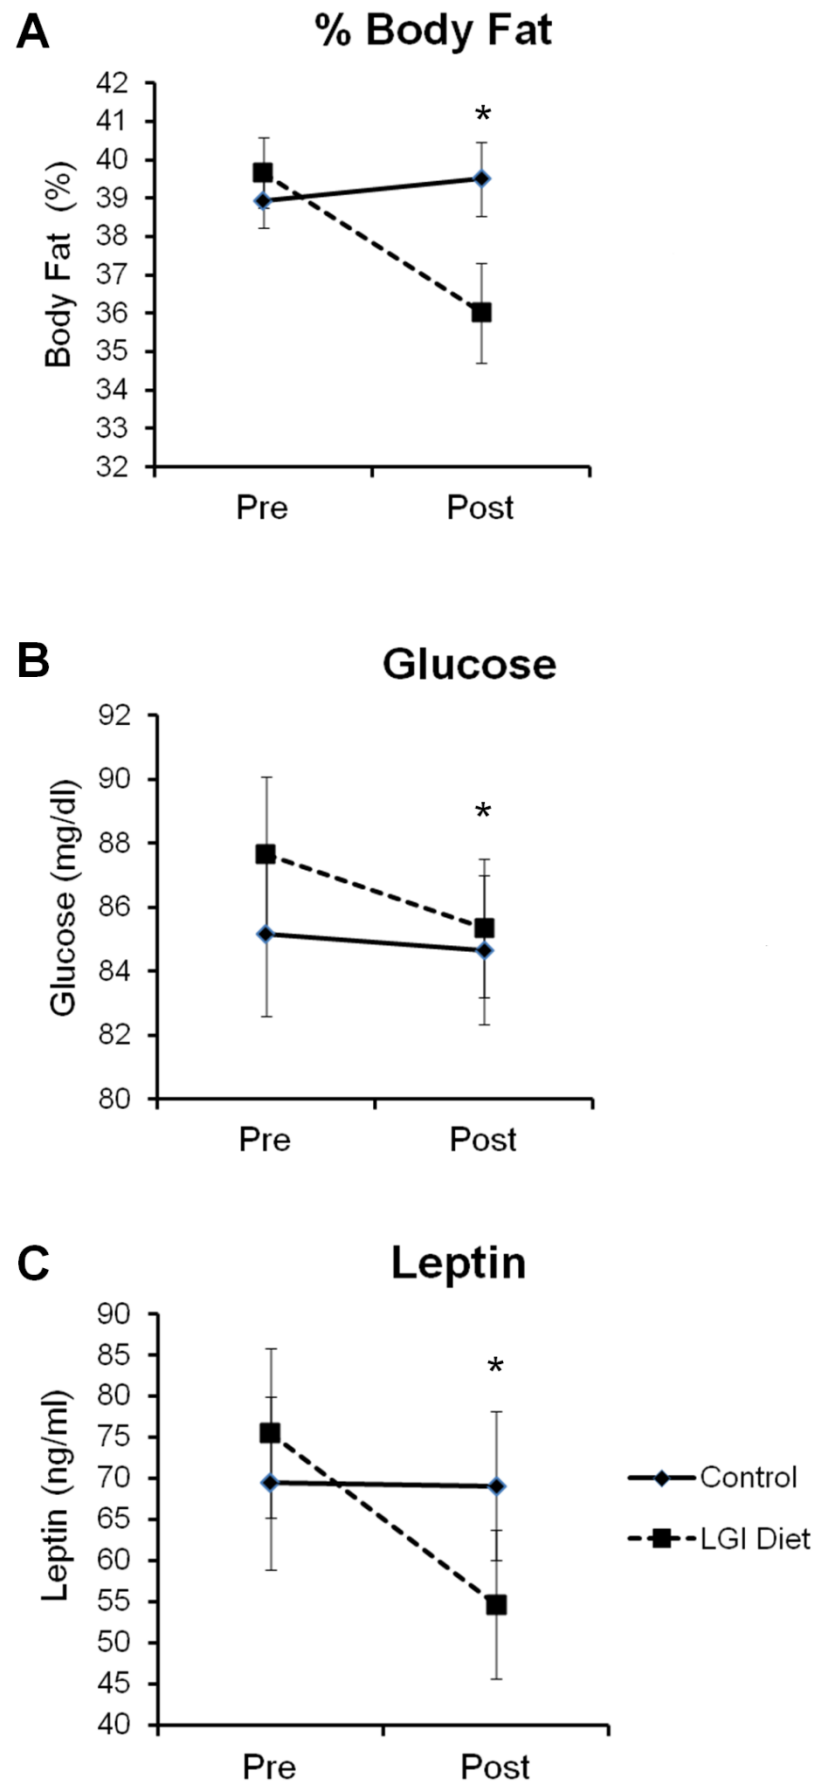 A
% Body Fat
Body Fat (%)
42
*
41
40
39
38
37
36
35
34
33
32
Pre Post
B
Glucose
Glucose (mg/dl)
92
90
*
88
86
84
82
80
Pre Post
C
Leptin
Leptin (ng/ml)
90
85
*
80
75
70
65
60
55
50
45
40
Control
LGI Diet
Pre Post